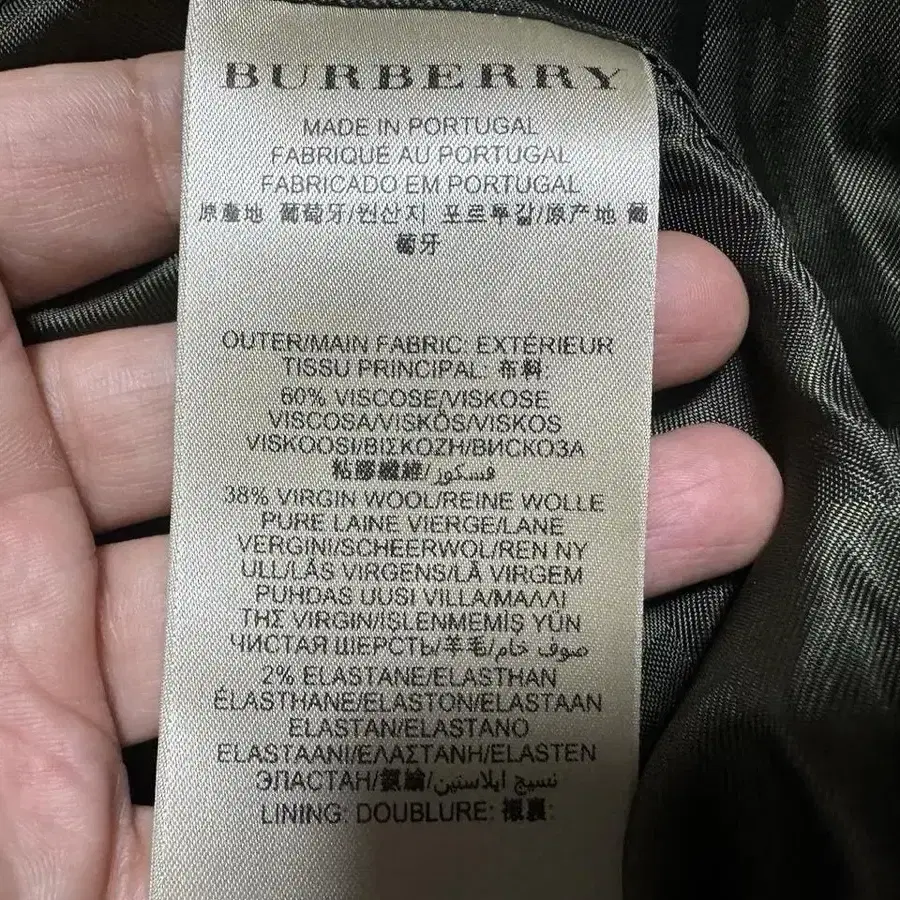 BURBERRY
MADE IN PORTUGAL
FABRIQUÉ AU PORTUGAL
FABRICADO EM PORTUGAL
原產地 葡萄牙/원산지 포르투갈/原产地 葡
萄牙
OUTER/MAIN FABRIC: EXTÉRIEUR
TISSU PRINCIPAL: 布料:
60% VISCOSE/VISKOSE
VISCOSA/VISKÓS/VISKOS
VISKOOSI/ΒΙΣΚΟΖΗ/ВИСКОЗА
粘膠纖維/فسكوز
38% VIRGIN WOOL/REINE WOLLE
PURE LAINE VIERGE/LANE
VERGINI/SCHEERWOL/REN NY
ULL/LÃS VIRGENS/LÃ VIRGEM
PUHDAS UUSI VILLA/ΜΑΛΛΙ
ΤΗΣ VIRGIN/ISLENMEMIŞ YÜN
ЧИСТАЯ ШЕРСТЬ/羊毛/صوف خام
2% ELASTANE/ELASTHAN
ÉLASTHANE/ELASTON/ELASTAAN
ELASTAN/ELASTANO
ELASTAANI/ΕΛΑΣΤΑΝΗ/ELASTEN
ЭЛАСТАН/氨綸/نسيج ايلاستين
LINING: DOUBLURE: 襯裏: